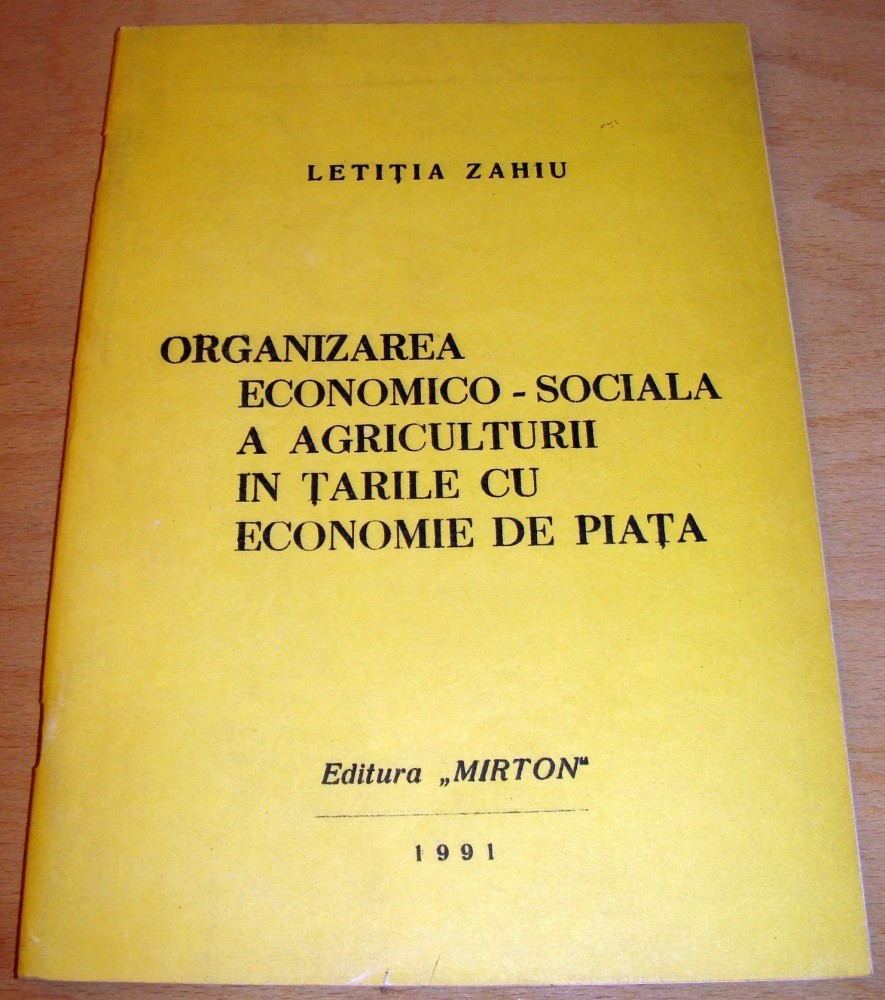 LETIŢIA ZAHIU
ORGANIZAREA
ECONOMICO - SOCIALA
A AGRICULTURII
IN ŢARILE CU
ECONOMIE DE PIAŢA
Editura „MIRTON“
1991